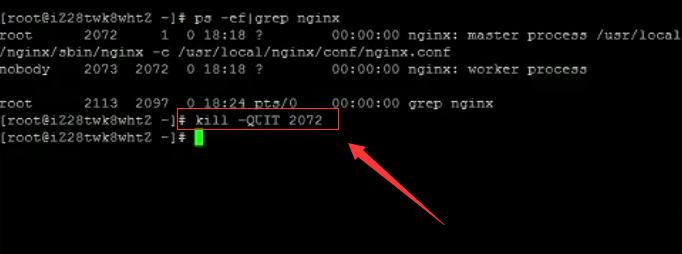 [root@iZ28twk8whtZ ~]# ps -ef|grep nginx
root 2072 1 0 18:18 ? 00:00:00 nginx: master process /usr/local
/nginx/sbin/nginx -c /usr/local/nginx/conf/nginx.conf
nobody 2073 2072 0 18:18 ? 00:00:00 nginx: worker process
root 2113 2097 0 18:24 pts/0 00:00:00 grep nginx
[root@iZ28twk8whtZ ~]# kill -QUIT 2072
[root@iZ28twk8whtZ ~]#